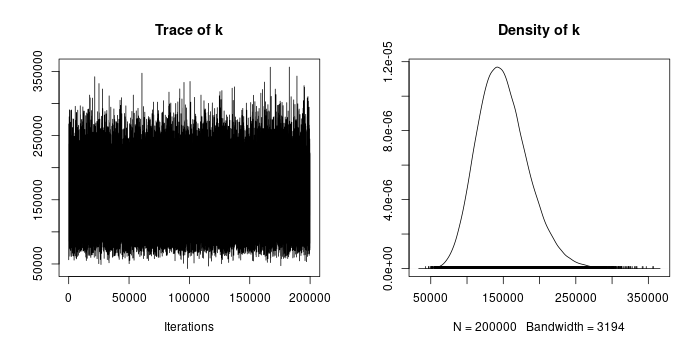 Trace of k
350000
250000
150000
50000
0 50000 100000 150000 200000
Iterations
Density of k
1.2e-05
8.0e-06
4.0e-06
0.0e+00
50000 150000 250000 350000
N = 200000 Bandwidth = 3194